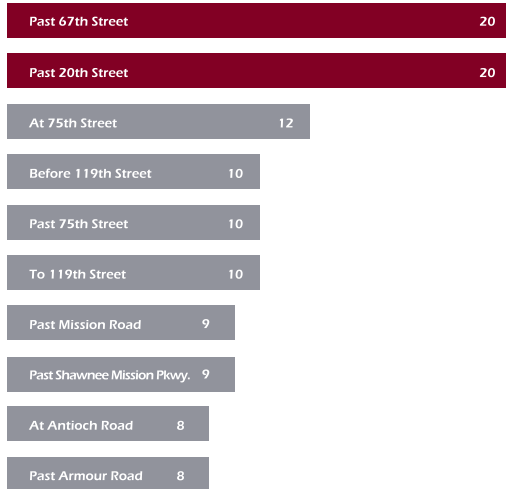 Past 67th Street 20
Past 20th Street 20
At 75th Street 12
Before 119th Street 10
Past 75th Street 10
To 119th Street 10
Past Mission Road 9
Past Shawnee Mission Pkwy. 9
At Antioch Road 8
Past Armour Road 8